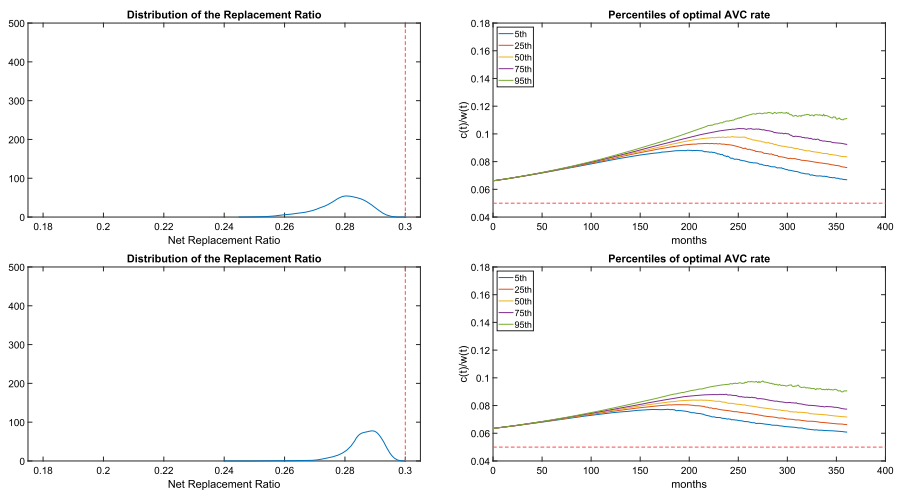 Distribution of the Replacement Ratio
500
400
300
200
100
0
0.18 0.2 0.22 0.24 0.26 0.28 0.3
Net Replacement Ratio
Percentiles of optimal AVC rate
0.18
0.16
0.14
0.12
0.1
0.08
0.06
0.04
c(t)/w(t)
5th
25th
50th
75th
95th
0 50 100 150 200 250 300 350 400
months
Distribution of the Replacement Ratio
500
400
300
200
100
0
0.18 0.2 0.22 0.24 0.26 0.28 0.3
Net Replacement Ratio
Percentiles of optimal AVC rate
0.18
0.16
0.14
0.12
0.1
0.08
0.06
0.04
c(t)/w(t)
5th
25th
50th
75th
95th
0 50 100 150 200 250 300 350 400
months